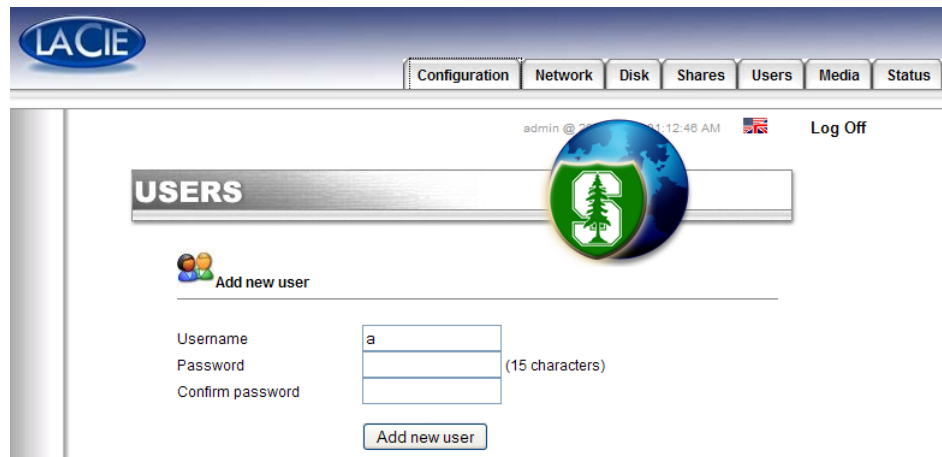 LACIE
Configuration Network Disk Shares Users Media Status
admin @ :12:46 AM Log Off
USERS
S
Add new user
Username a
Password (15 characters)
Confirm password
Add new user